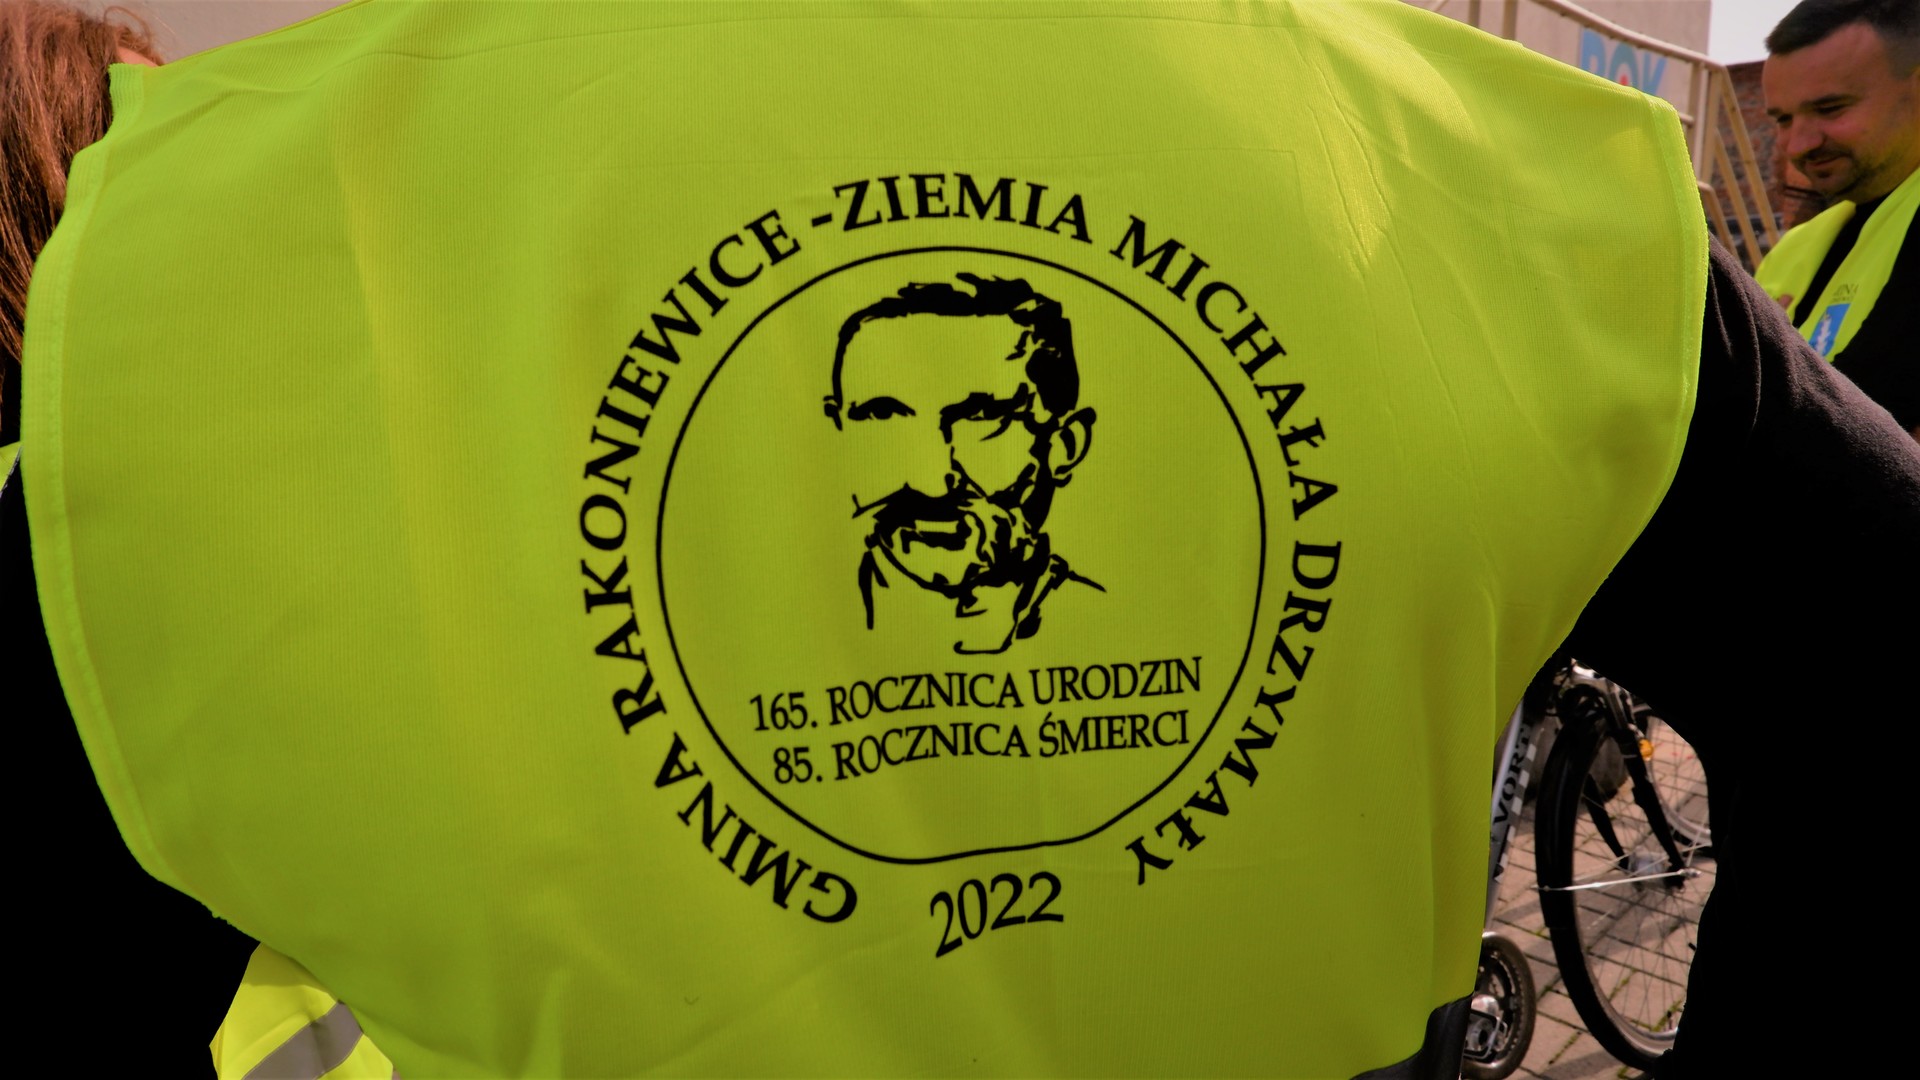 GMINA RAKONIEWICE -ZIEMIA MICHAŁA DRZYMAŁY
165. ROCZNICA URODZIN
85. ROCZNICA ŚMIERCI
2022